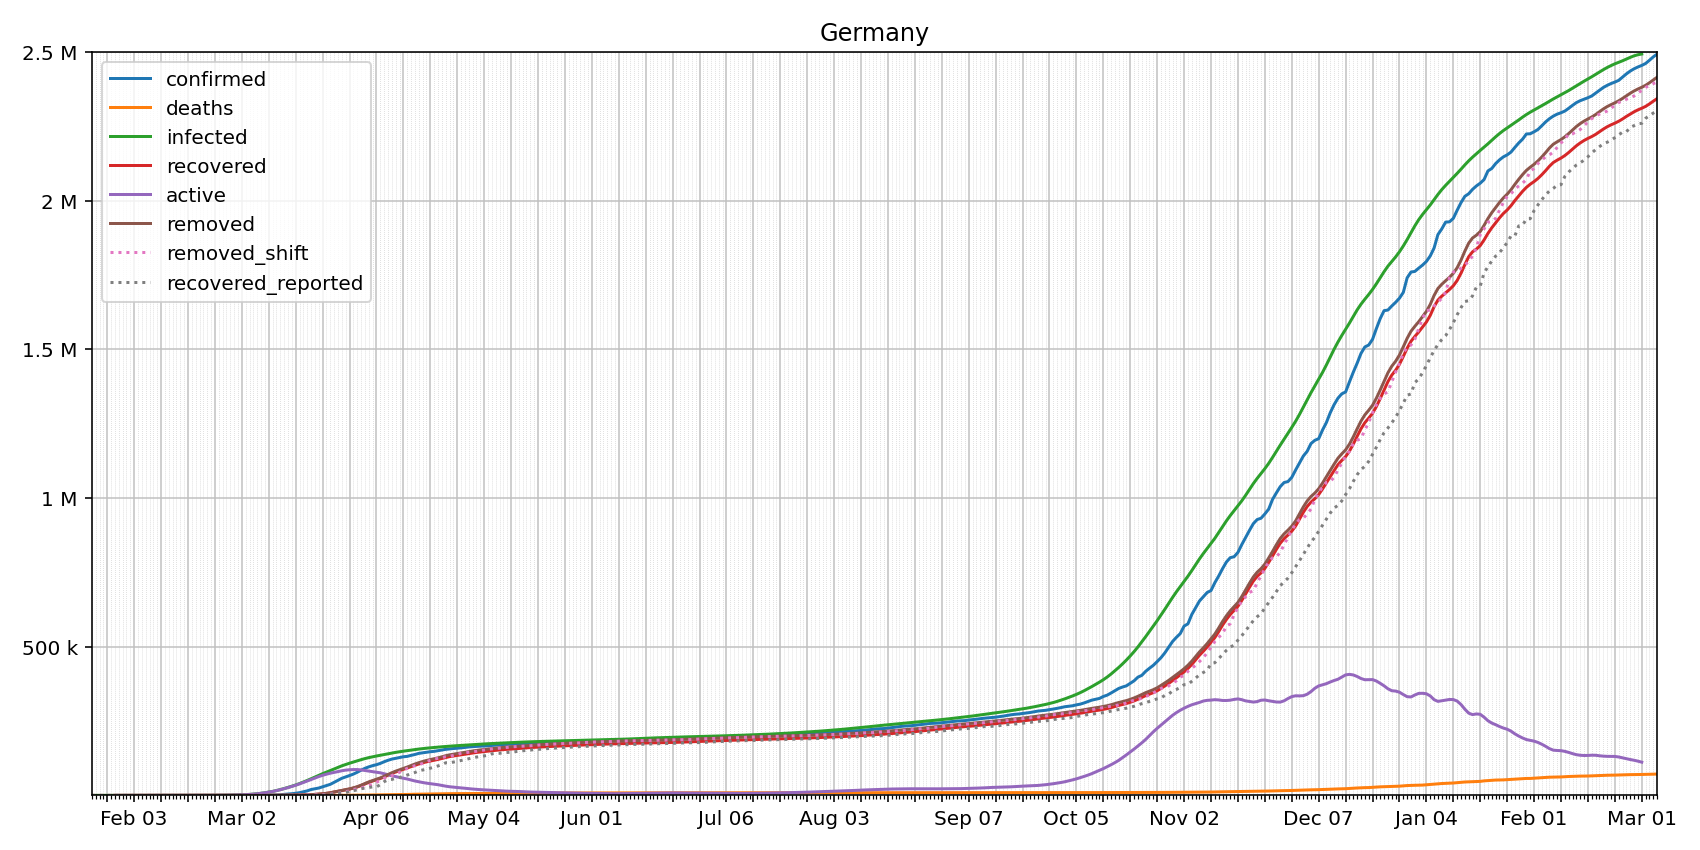 Germany
2.5 M
2 M
1.5 M
1 M
500 k
confirmed
deaths
infected
recovered
active
removed
removed_shift
recovered_reported
Feb 03 Mar 02 Apr 06 May 04 Jun 01 Jul 06 Aug 03 Sep 07 Oct 05 Nov 02 Dec 07 Jan 04 Feb 01 Mar 01